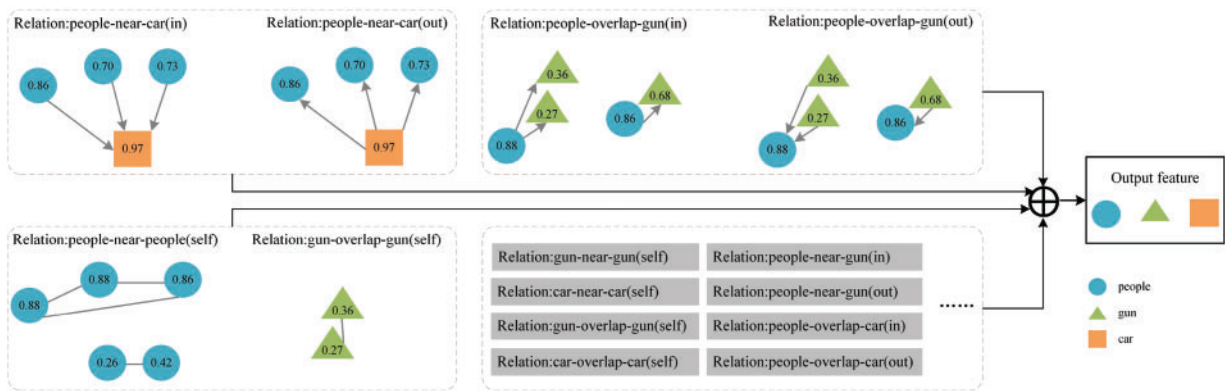 Relation:people-near-car(in)
Relation:people-near-car(out)
0.86
0.70
0.73
0.97
0.86
0.70
0.73
0.97
Relation:people-overlap-gun(in)
Relation:people-overlap-gun(out)
0.36
0.27
0.88
0.68
0.86
0.36
0.27
0.88
0.68
0.86
Output feature
Relation:people-near-people(self)
Relation:gun-overlap-gun(self)
0.88
0.88
0.86
0.26
0.42
0.36
0.27
Relation:gun-near-gun(self)
Relation:people-near-gun(in)
Relation:car-near-car(self)
Relation:people-near-gun(out)
Relation:gun-overlap-gun(self)
Relation:people-overlap-car(in)
Relation:car-overlap-car(self)
Relation:people-overlap-car(out)
......
people
gun
car